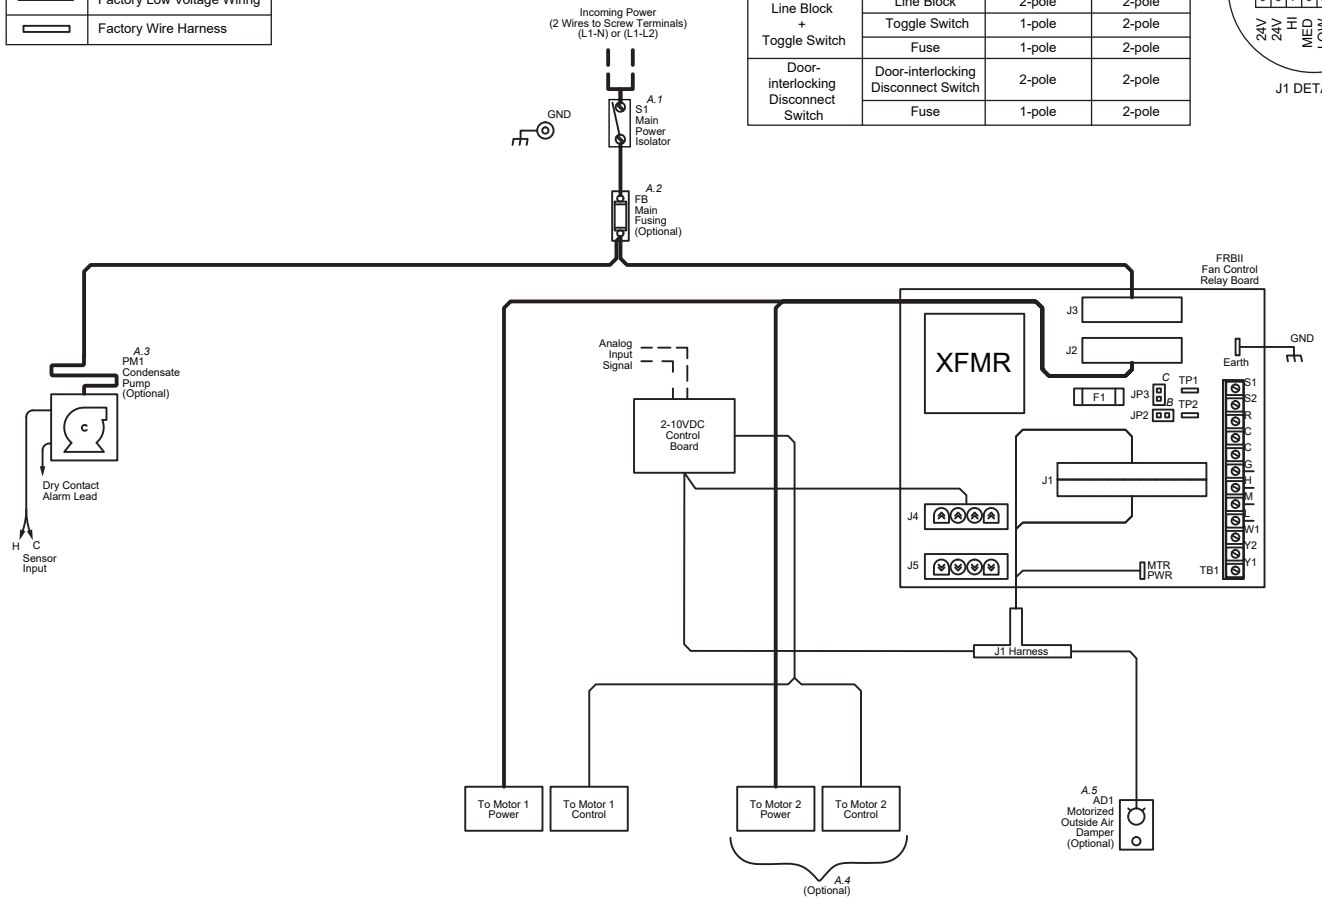 Factory Low Voltage Wiring
Factory Wire Harness
Incoming Power
(2 Wires to Screw Terminals)
(L1-N) or (L1-L2)
Line Block
+
Toggle Switch
Line Block 2-pole 2-pole
Toggle Switch 1-pole 2-pole
Fuse 1-pole 2-pole
Door-
interlocking
Disconnect
Switch
Door-interlocking
Disconnect Switch
2-pole 2-pole
Fuse 1-pole 2-pole
24V
24V
HI
MED
LOW
J1
GND
A.1
S1
Main
Power
Isolator
A.2
FB
Main
Fusing
(Optional)
FRBII
Fan Control
Relay Board
J3
J2
XFMR
GND
Earth
A.3
PM1
Condensate
Pump
(Optional)
C
Dry Contact
Alarm Lead
H C
Sensor
Input
Analog
Input
Signal
2-10VDC
Control
Board
F1
C
JP3
TP1
B
JP2
TP2
S1
S2
R
C
C
G
H
M
L
W1
Y2
Y1
TB1
J1
J4
J5
MTR
PWR
J1 Harness
To Motor 1
Power
To Motor 1
Control
To Motor 2
Power
To Motor 2
Control
A.4
(Optional)
A.5
AD1
Motorized
Outside Air
Damper
(Optional)